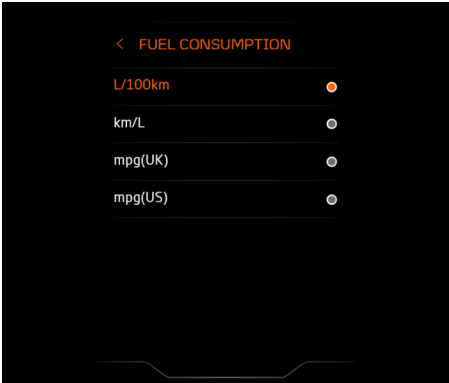 FUEL CONSUMPTION
L/100km
km/L
mpg(UK)
mpg(US)